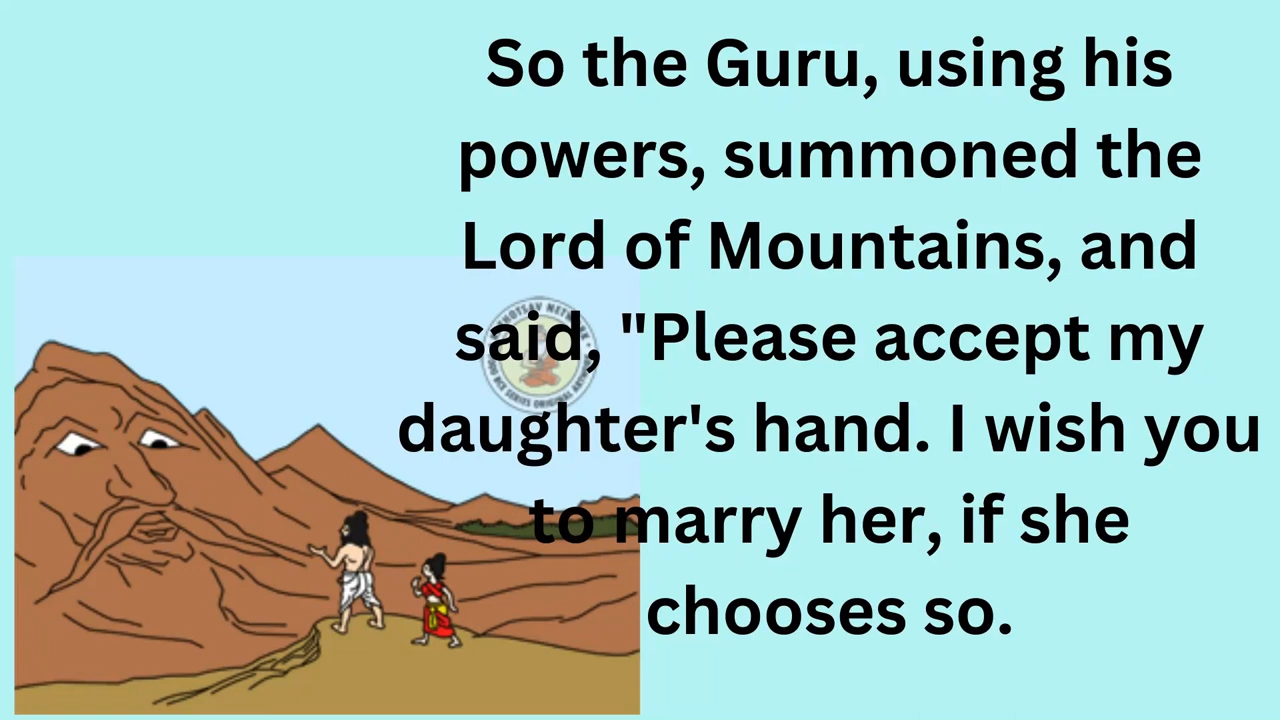 So the Guru, using his
powers, summoned the
Lord of Mountains, and
said, "Please accept my
daughter's hand. I wish you
to marry her, if she
chooses so.